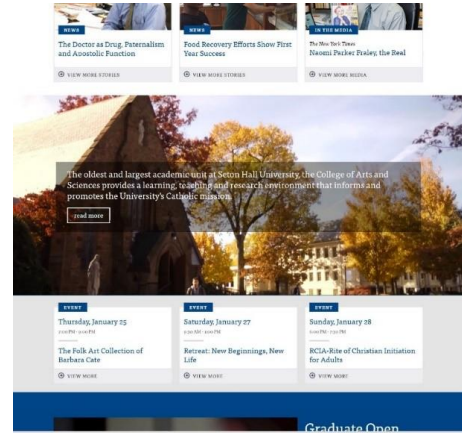 NEWS
The Doctor as Drug, Paternalism
and Apostolic Function
VIEW MORE STORIES
NEWS
Food Recovery Efforts Show First
Year Success
VIEW MORE STORIES
IN THE MEDIA
The New York Times
Naomi Parker Fraley, the Real
VIEW MORE MEDIA
The oldest and largest academic unit at Seton Hall University, the College of Arts and
Sciences provides a learning, teaching and research environment that informs and
promotes the University's Catholic mission.
read more
EVENT
Thursday, January 25
The Folk Art Collection of
Barbara Cate
VIEW MORE
EVENT
Saturday, January 27
Retreat: New Beginnings, New
Life
VIEW MORE
EVENT
Sunday, January 28
RCIA-Rite of Christian Initiation
for Adults
VIEW MORE
Graduate Open